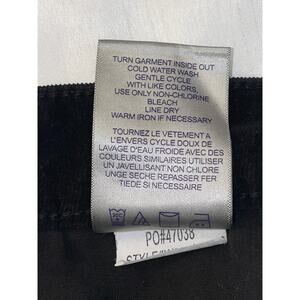 TURN GARMENT INSIDE OUT
COLD WATER WASH
GENTLE CYCLE
WITH LIKE COLORS,
USE ONLY NON-CHLORINE
BLEACH
LINE DRY
WARM IRON IF NECESSARY
TOURNEZ LE VETEMENT A
L'ENVERS CYCLE DOUX DE
LAVAGE D'EAU FROIDE AVEC DES
COULEURS SIMILAIRES UTILISER
UN JAVELLISANT NON CHLORE
UNGE SECHE REPASSER FER
TIEDE SI NECESSAIRE
PO#47038